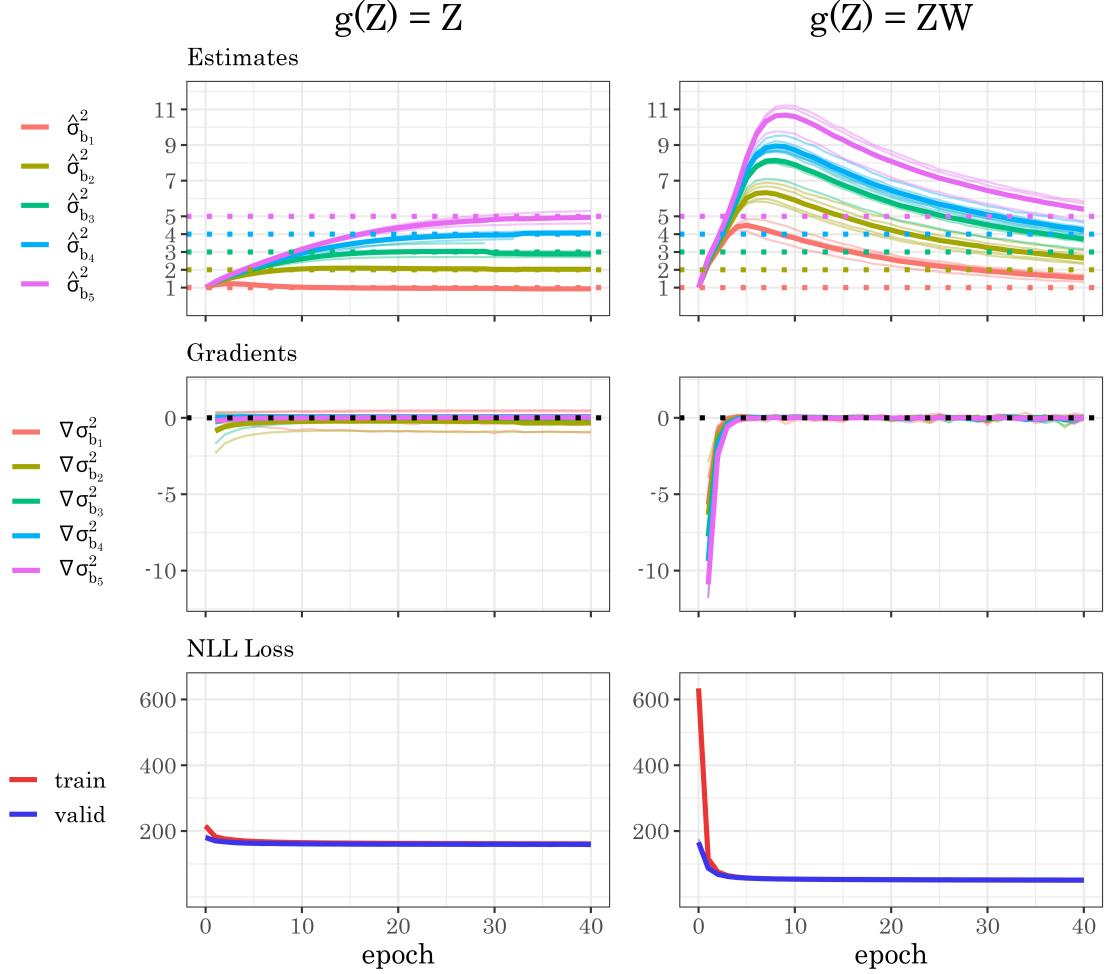 g(Z) = Z
g(Z) = ZW
Estimates
σ̂²b₁
σ̂²b₂
σ̂²b₃
σ̂²b₄
σ̂²b₅
11
9
7
5
4
3
2
1
11
9
7
5
4
3
2
1
Gradients
∇σ²b₁
∇σ²b₂
∇σ²b₃
∇σ²b₄
∇σ²b₅
0
-5
-10
0
-5
-10
NLL Loss
train
valid
600
400
200
600
400
200
0 10 20 30 40
0 10 20 30 40
epoch
epoch